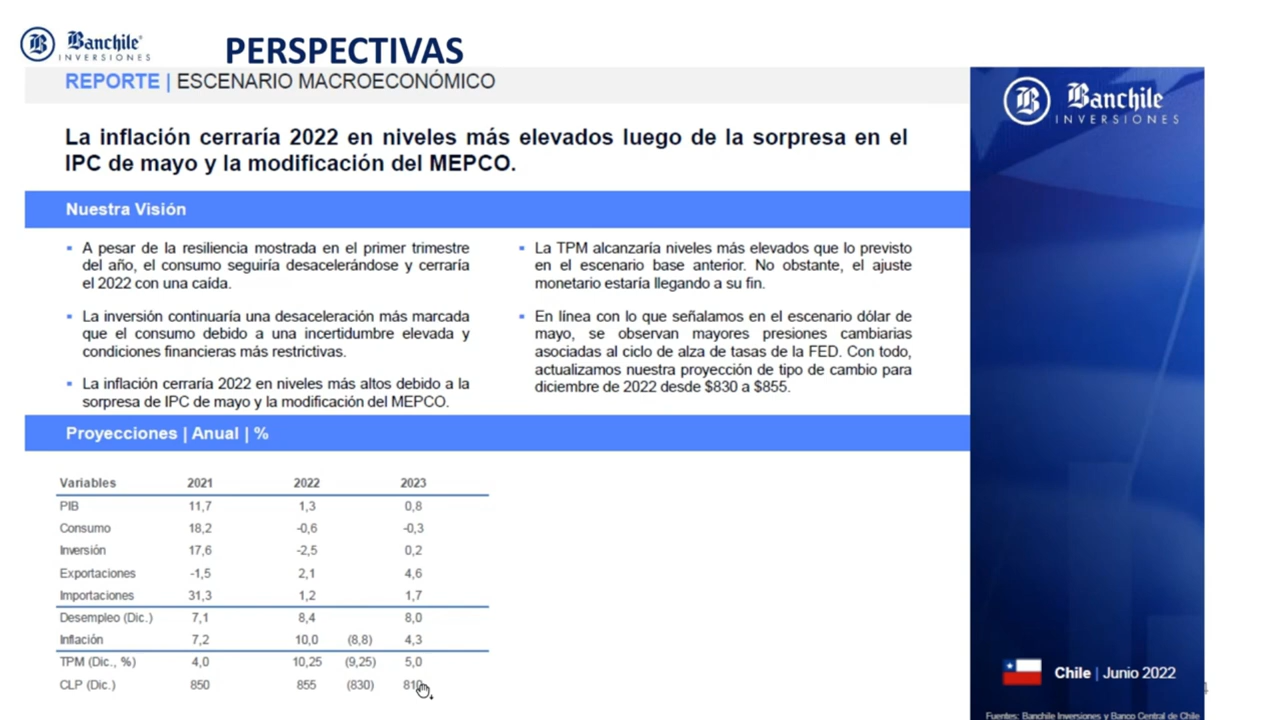 Banchile
INVERSIONES
PERSPECTIVAS
REPORTE | ESCENARIO MACROECONÓMICO
Banchile
INVERSIONES
La inflación cerraría 2022 en niveles más elevados luego de la sorpresa en el
IPC de mayo y la modificación del MEPCO.
Nuestra Visión
A pesar de la resiliencia mostrada en el primer trimestre
del año, el consumo seguiría desacelerándose y cerraría
el 2022 con una caída.
La inversión continuaría una desaceleración más marcada
que el consumo debido a una incertidumbre elevada y
condiciones financieras más restrictivas.
La inflación cerraría 2022 en niveles más altos debido a la
sorpresa de IPC de mayo y la modificación del MEPCO.
La TPM alcanzaría niveles más elevados que lo previsto
en el escenario base anterior. No obstante, el ajuste
monetario estaría llegando a su fin.
En línea con lo que señalamos en el escenario dólar de
mayo, se observan mayores presiones cambiarias
asociadas al ciclo de alza de tasas de la FED. Con todo,
actualizamos nuestra proyección de tipo de cambio para
diciembre de 2022 desde $830 a $855.
Proyecciones | Anual | %
Variables 2021 2022 2023
PIB 11,7 1,3 0,8
Consumo 18,2 -0,6 -0,3
Inversión 17,6 -2,5 0,2
Exportaciones -1,5 2,1 4,6
Importaciones 31,3 1,2 1,7
Desempleo (Dic.) 7,1 8,4 8,0
Inflación 7,2 10,0 (8,8) 4,3
TPM (Dic., %) 4,0 10,25 (9,25) 5,0
CLP (Dic.) 850 855 (830) 810
Chile | Junio 2022
Fuentes: Banchile Inversiones y Banco Central de Chile